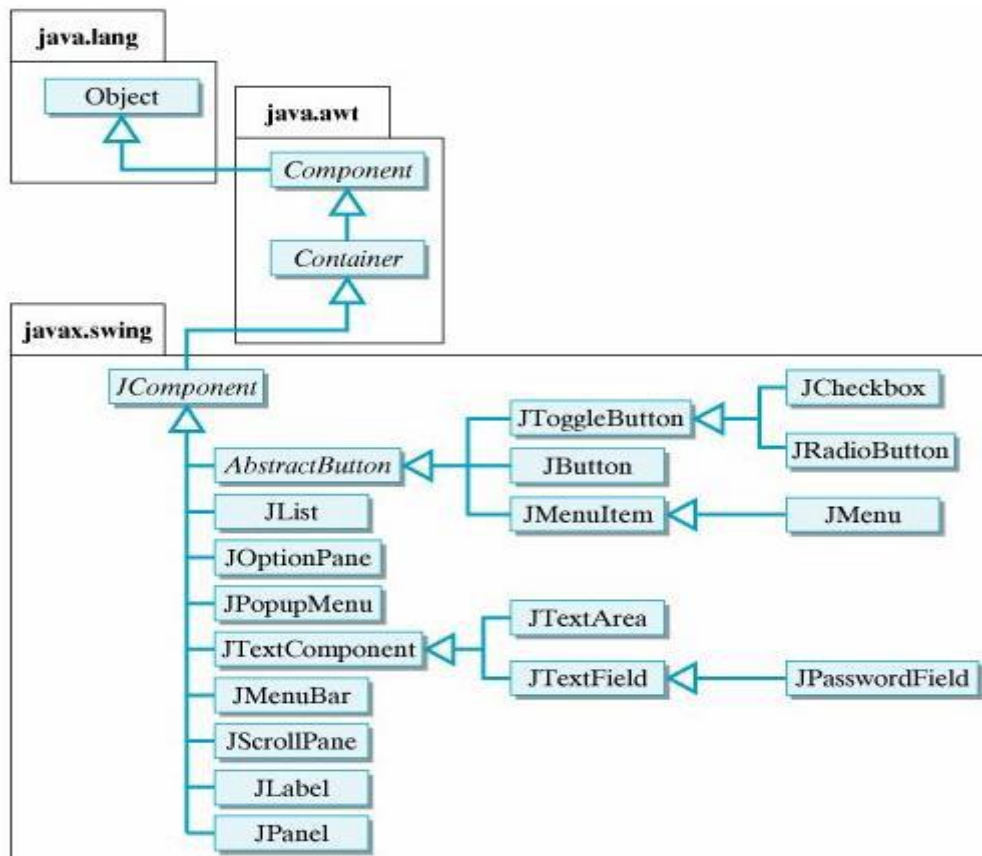 java.lang
Object
java.awt
Component
Container
javax.swing
JComponent
AbstractButton
JList
JOptionPane
JPopupMenu
JTextComponent
JMenuBar
JScrollPane
JLabel
JPanel
JToggleButton
JButton
JMenuItem
JTextArea
JTextField
JCheckbox
JRadioButton
JMenu
JPasswordField